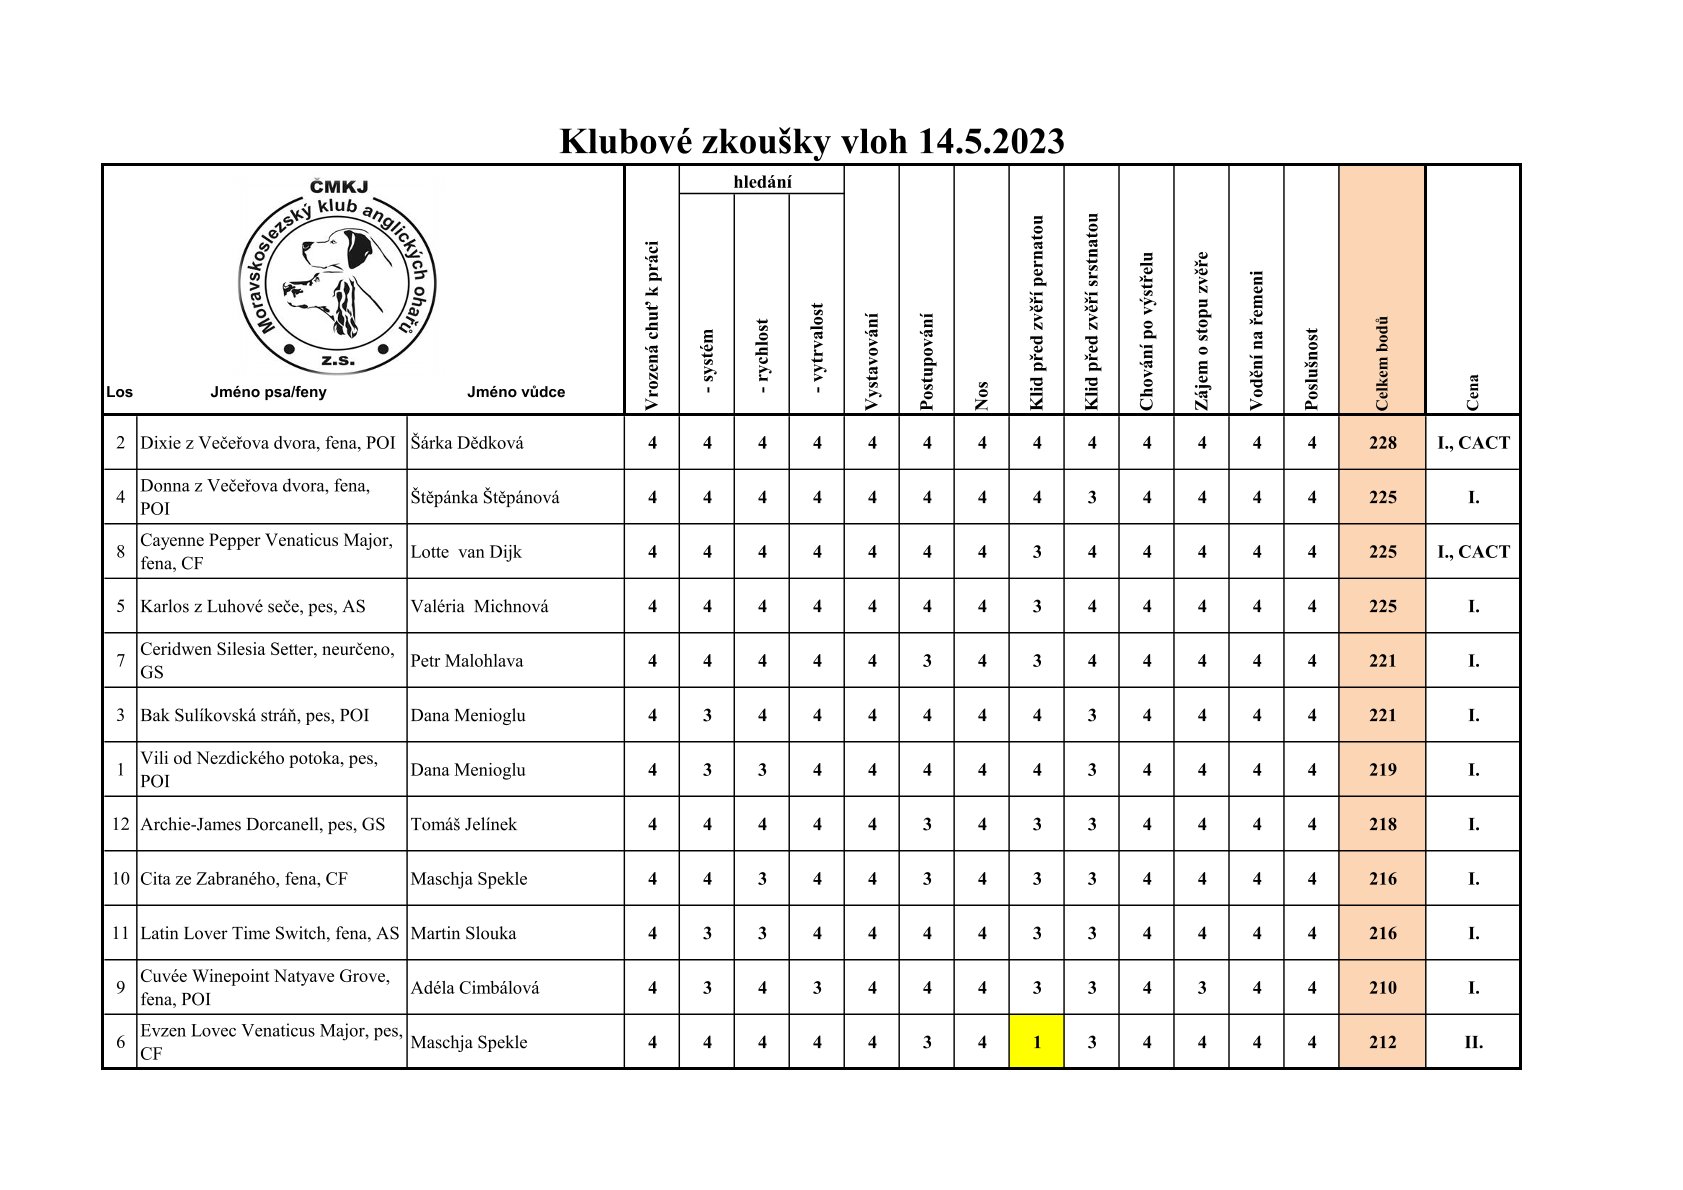 Klubové zkoušky vloh 14.5.2023
ČMKJ
Moravskoslezský klub anglických ohařů
z.s.
Los Jméno psa/feny Jméno vůdce
Vrozená chuť k práci
hledání
- systém
- rychlost
- vytrvalost
Vystavování
Postupování
Nos
Klid před zvěří pernatou
Klid před zvěří srstnatou
Chování po výstřelu
Zájem o stopu zvěře
Vodění na řemeni
Poslušnost
Celkem bodů
Cena
2 Dixie z Večeřova dvora, fena, POI Šárka Dědková 4 4 4 4 4 4 4 4 4 4 4 4 4 228 I., CACT
4 Donna z Večeřova dvora, fena,
POI Štěpánka Štěpánová 4 4 4 4 4 4 4 4 3 4 4 4 4 225 I.
8 Cayenne Pepper Venaticus Major,
fena, CF Lotte van Dijk 4 4 4 4 4 4 4 3 4 4 4 4 4 225 I., CACT
5 Karlos z Luhové seče, pes, AS Valéria Michnová 4 4 4 4 4 4 4 3 4 4 4 4 4 225 I.
7 Ceridwen Silesia Setter, neurčeno,
GS Petr Malohlava 4 4 4 4 4 3 4 3 4 4 4 4 4 221 I.
3 Bak Sulíkovská stráň, pes, POI Dana Menioglu 4 3 4 4 4 4 4 4 3 4 4 4 4 221 I.
1 Vili od Nezdického potoka, pes,
POI Dana Menioglu 4 3 3 4 4 4 4 4 3 4 4 4 4 219 I.
12 Archie-James Dorcanell, pes, GS Tomáš Jelínek 4 4 4 4 4 3 4 3 3 4 4 4 4 218 I.
10 Cita ze Zabraného, fena, CF Maschja Spekle 4 4 3 4 4 3 4 3 3 4 4 4 4 216 I.
11 Latin Lover Time Switch, fena, AS Martin Slouka 4 3 3 4 4 4 4 3 3 4 4 4 4 216 I.
9 Cuvée Winepoint Natyave Grove,
fena, POI Adéla Cimbálová 4 3 4 3 4 4 4 3 3 4 3 4 4 210 I.
6 Evzen Lovec Venaticus Major, pes,
CF Maschja Spekle 4 4 4 4 4 3 4 1 3 4 4 4 4 212 II.